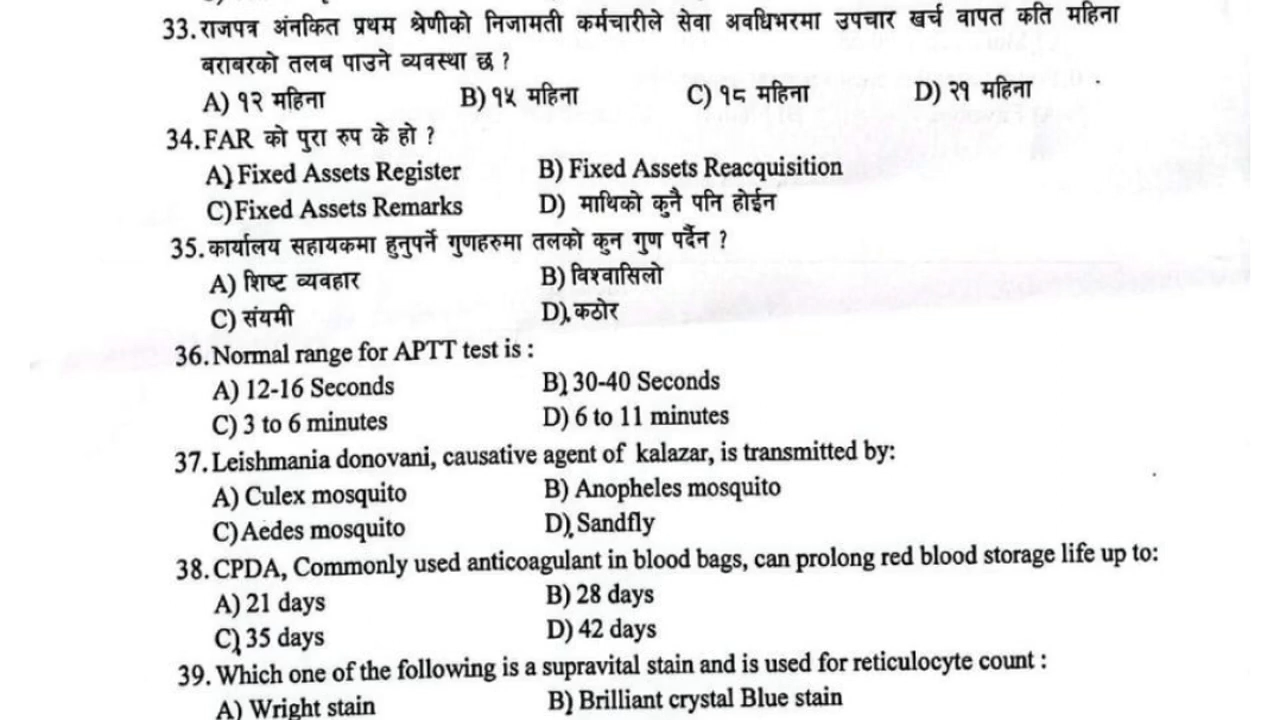 33. राजपत्र अंनकित प्रथम श्रेणीको निजामती कर्मचारीले सेवा अवधिभरमा उपचार खर्च वापत कति महिना
बराबरको तलब पाउने व्यवस्था छ ?
A) १२ महिना B) १५ महिना C) १८ महिना D) २१ महिना
34. FAR को पुरा रुप के हो ?
A) Fixed Assets Register B) Fixed Assets Reacquisition
C) Fixed Assets Remarks D) माथिको कुनै पनि होईन
35. कार्यालय सहायकमा हुनुपर्ने गुणहरुमा तलको कुन गुण पर्दैन ?
A) शिष्ट व्यवहार B) विश्वासिलो
C) संयमी D) कठोर
36. Normal range for APTT test is :
A) 12-16 Seconds B) 30-40 Seconds
C) 3 to 6 minutes D) 6 to 11 minutes
37. Leishmania donovani, causative agent of kalazar, is transmitted by:
A) Culex mosquito B) Anopheles mosquito
C) Aedes mosquito D) Sandfly
38. CPDA, Commonly used anticoagulant in blood bags, can prolong red blood storage life up to:
A) 21 days B) 28 days
C) 35 days D) 42 days
39. Which one of the following is a supravital stain and is used for reticulocyte count :
A) Wright stain B) Brilliant crystal Blue stain